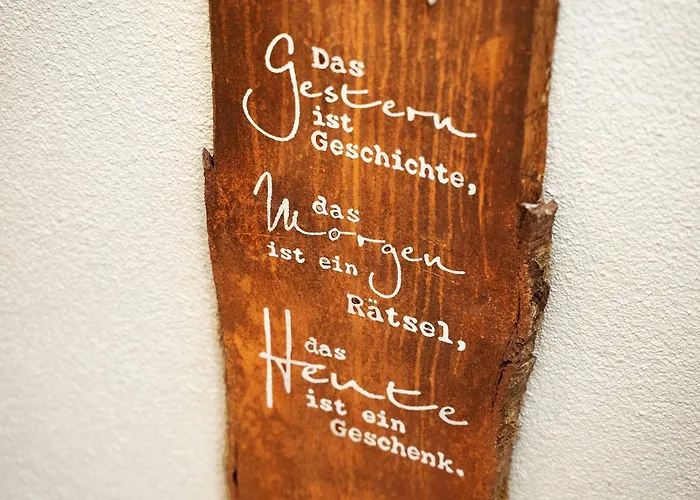 Das
Gestern
ist
Geschichte,
das
Morgen
ist ein
Rätsel,
das
Heute
ist ein
Geschenk.